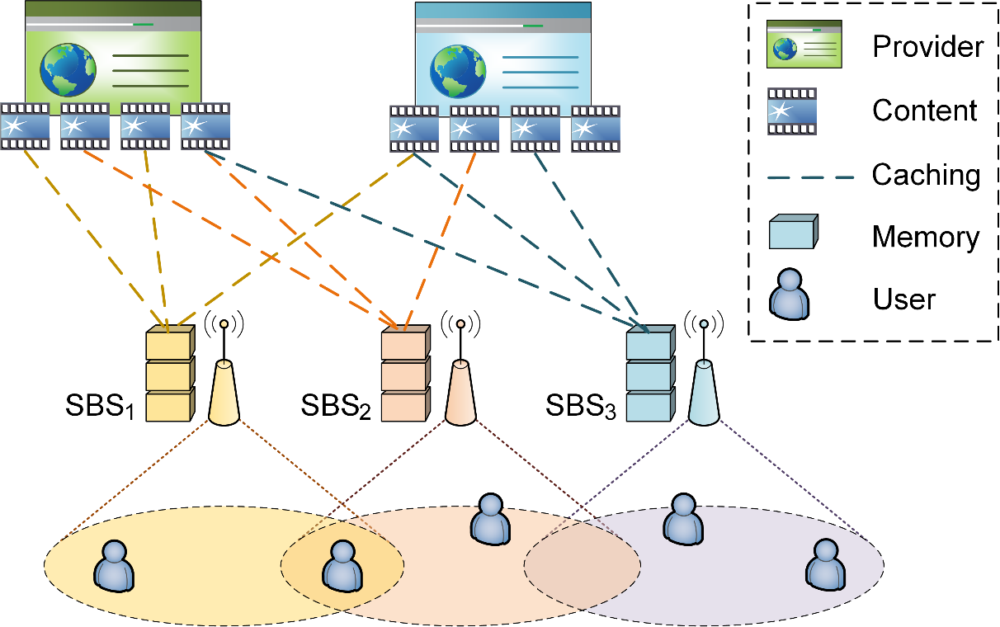 Provider
Content
Caching
Memory
User
SBS₁
SBS₂
SBS₃